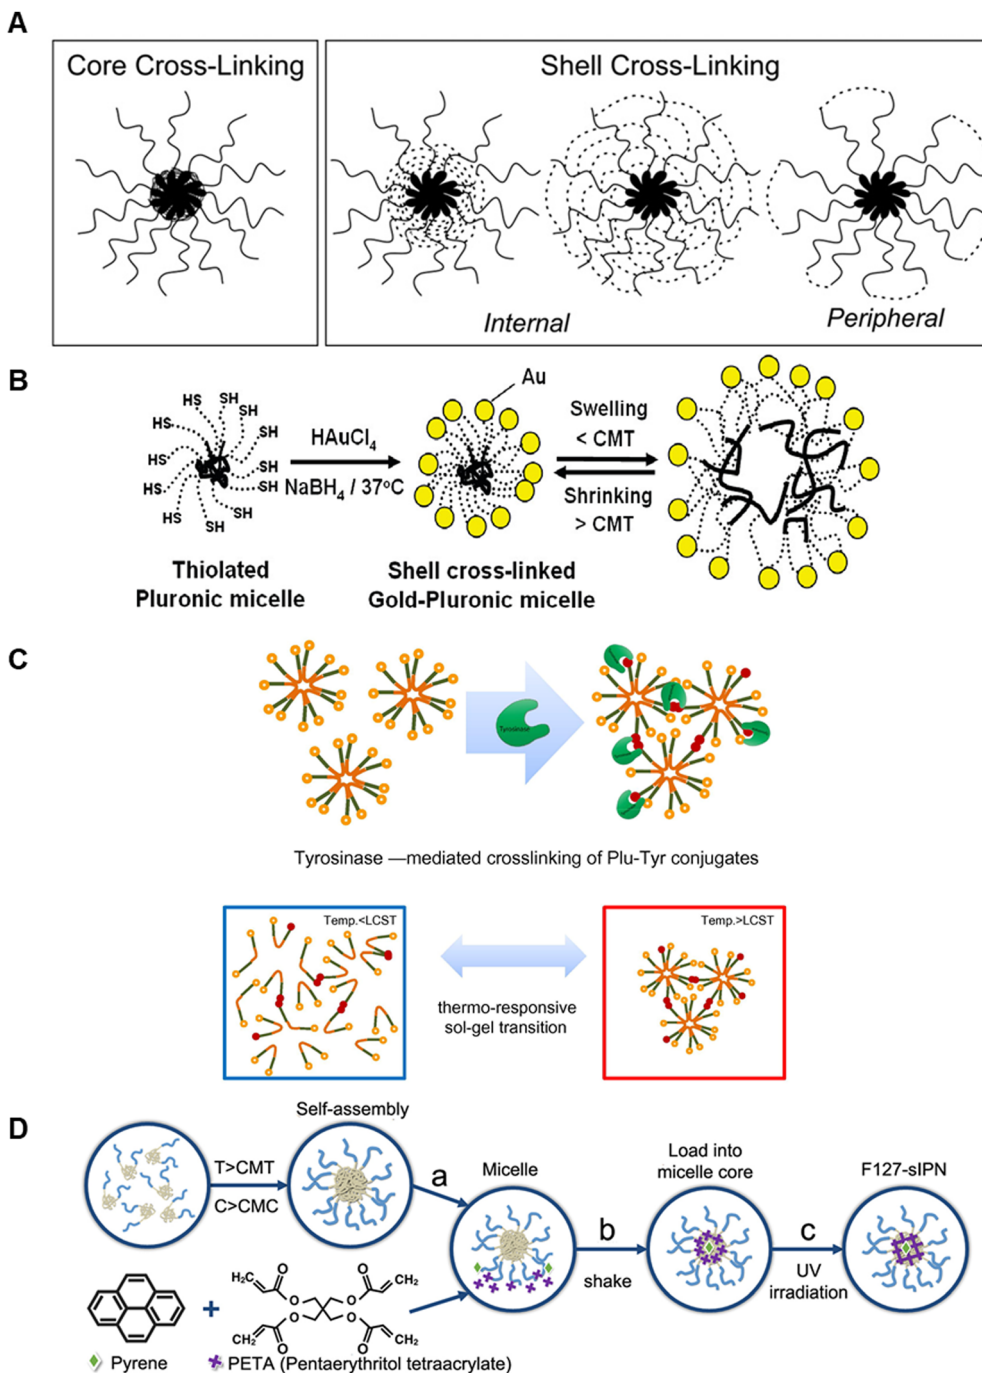 A
Core Cross-Linking
Shell Cross-Linking
Internal
Peripheral
B
HS
SH
SH
HS
SH
HS
SH
HS
SH
HS
SH
SH
HAuCl4
NaBH4 / 37°C
Au
Swelling
< CMT
Shrinking
> CMT
Thiolated
Pluronic micelle
Shell cross-linked
Gold-Pluronic micelle
C
Tyrosinase
Tyrosinase —mediated crosslinking of Plu-Tyr conjugates
Temp.<LCST
Temp.>LCST
thermo-responsive
sol-gel transition
D
Self-assembly
T>CMT
C>CMC
a
Micelle
b
shake
Load into
micelle core
c
UV
irradiation
F127-sIPN
H2C
O
O
CH2
O
O
O
O
CH2
O
O
CH2
+
Pyrene
PETA (Pentaerythritol tetraacrylate)